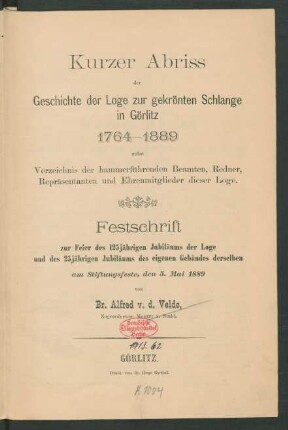 Kurzer Abriss
der
Geschichte der Loge zur gekrönten Schlange
in Görlitz
1764—1889
nebst
Verzeichnis der hammerführenden Beamten, Redner,
Repräsentanten und Ehrenmitglieder dieser Loge.
Festschrift
zur Feier des 125jährigen Jubiläums der Loge
und des 25jährigen Jubiläums des eigenen Gebäudes derselben
am Stiftungsfeste, den 5. Mai 1889
von
Br. Alfred v. d. Velde,
1913. 62
GÖRLITZ.
Druck von Br.